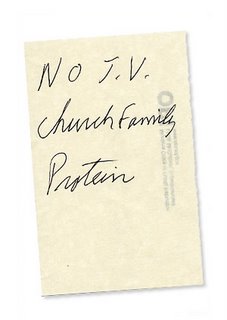 NO T.V.
Church Family
Protein